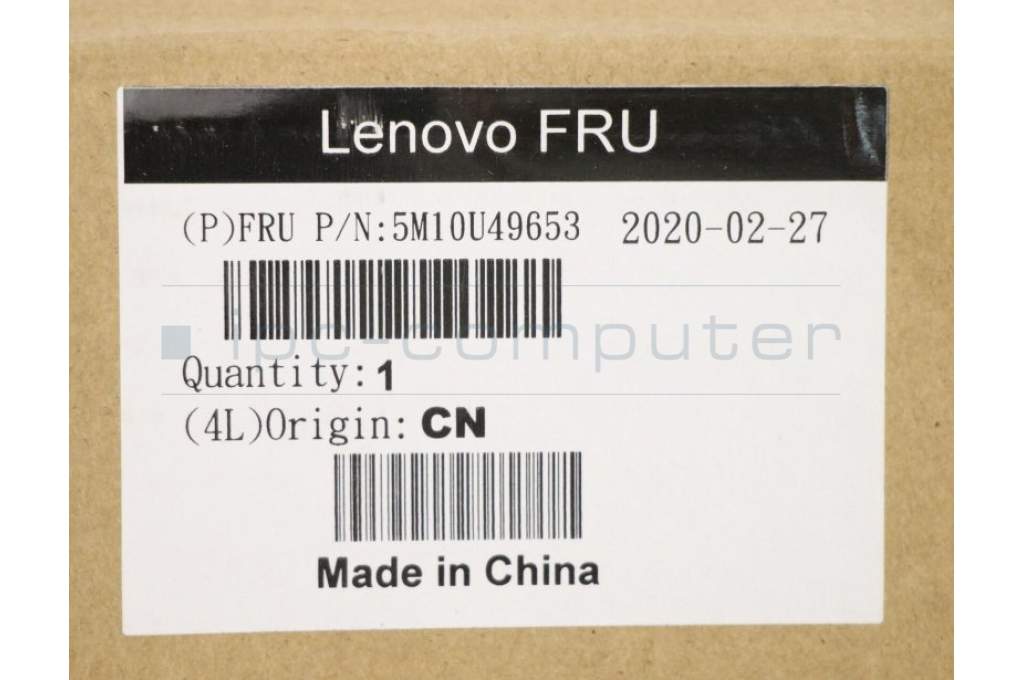 Lenovo FRU
(P)FRU P/N:5M10U49653 2020-02-27
ipc-computer
Quantity:1
(4L)Origin: CN
Made in China